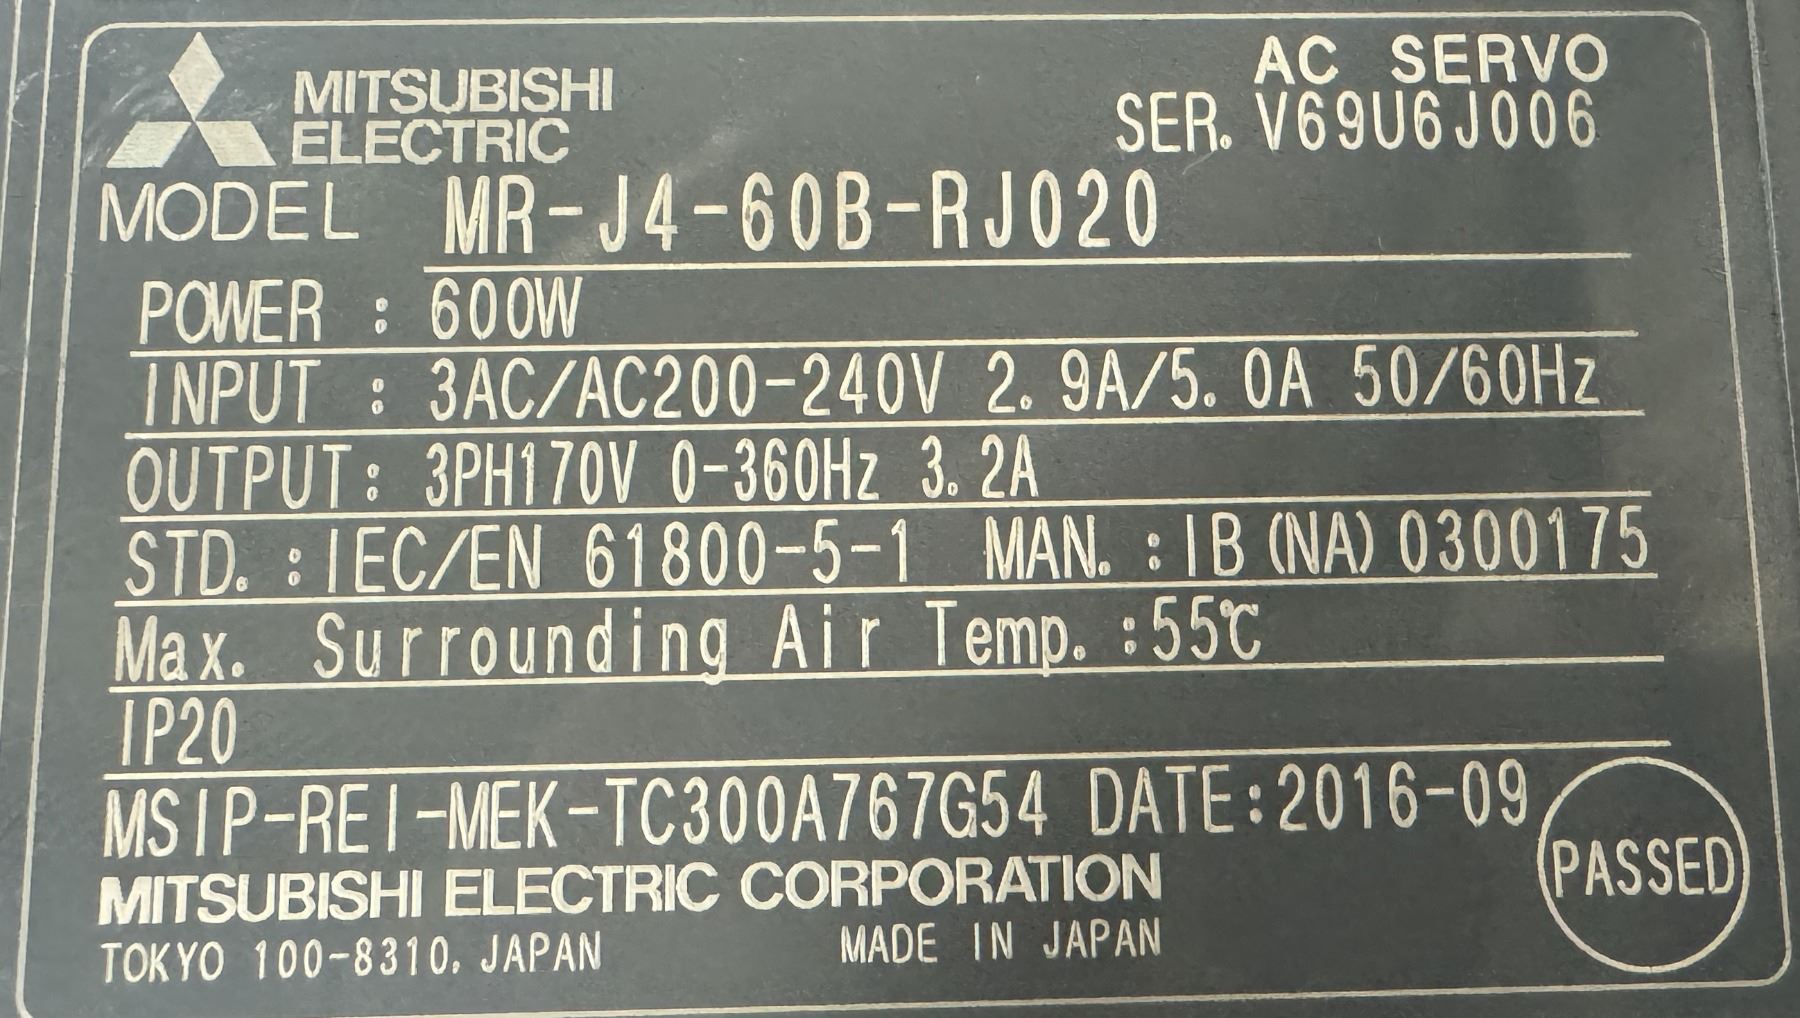 MITSUBISHI
ELECTRIC
AC SERVO
SER. V69U6J006
MODEL MR-J4-60B-RJ020
POWER : 600W
INPUT : 3AC/AC200-240V 2.9A/5.0A 50/60Hz
OUTPUT: 3PH170V 0-360Hz 3.2A
STD. : IEC/EN 61800-5-1 MAN. : IB(NA)0300175
Max. Surrounding Air Temp. :55℃
IP20
MSIP-REI-MEK-TC300A767G54 DATE:2016-09
PASSED
MITSUBISHI ELECTRIC CORPORATION
TOKYO 100-8310, JAPAN MADE IN JAPAN